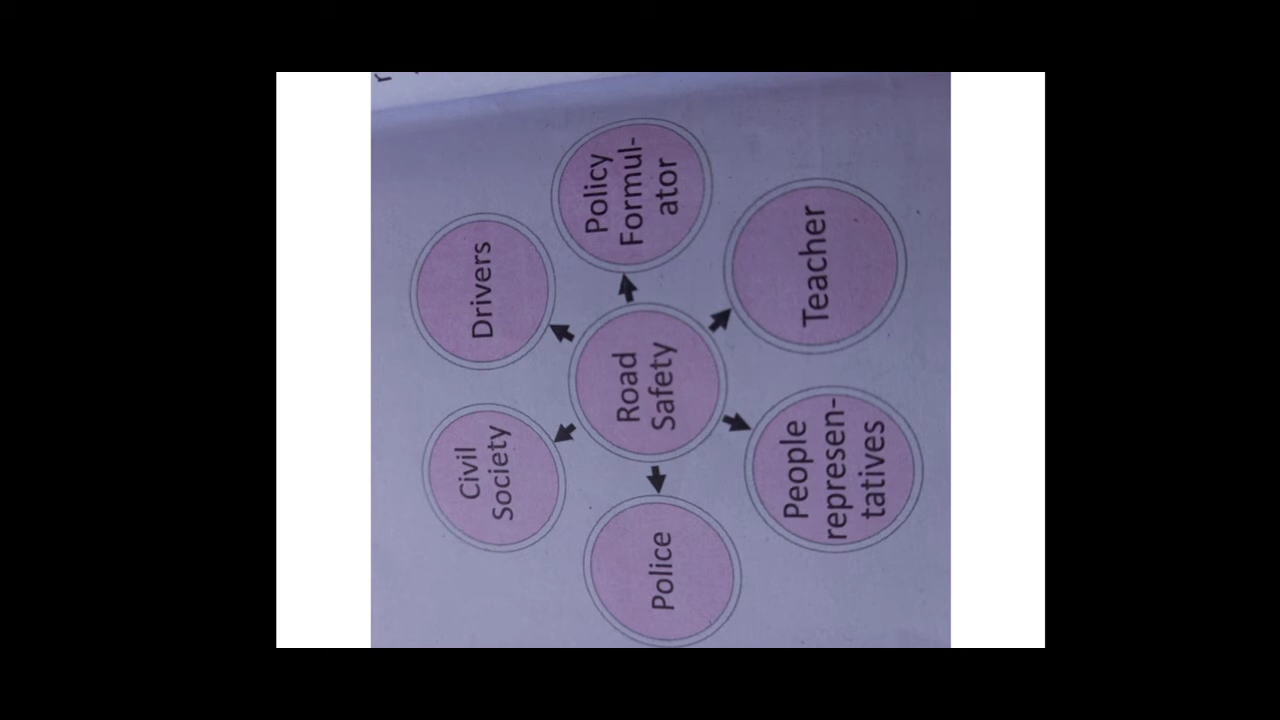 Drivers
Policy
Formul-
ator
Civil
Society
Road
Safety
Teacher
Police
People
represen-
tatives